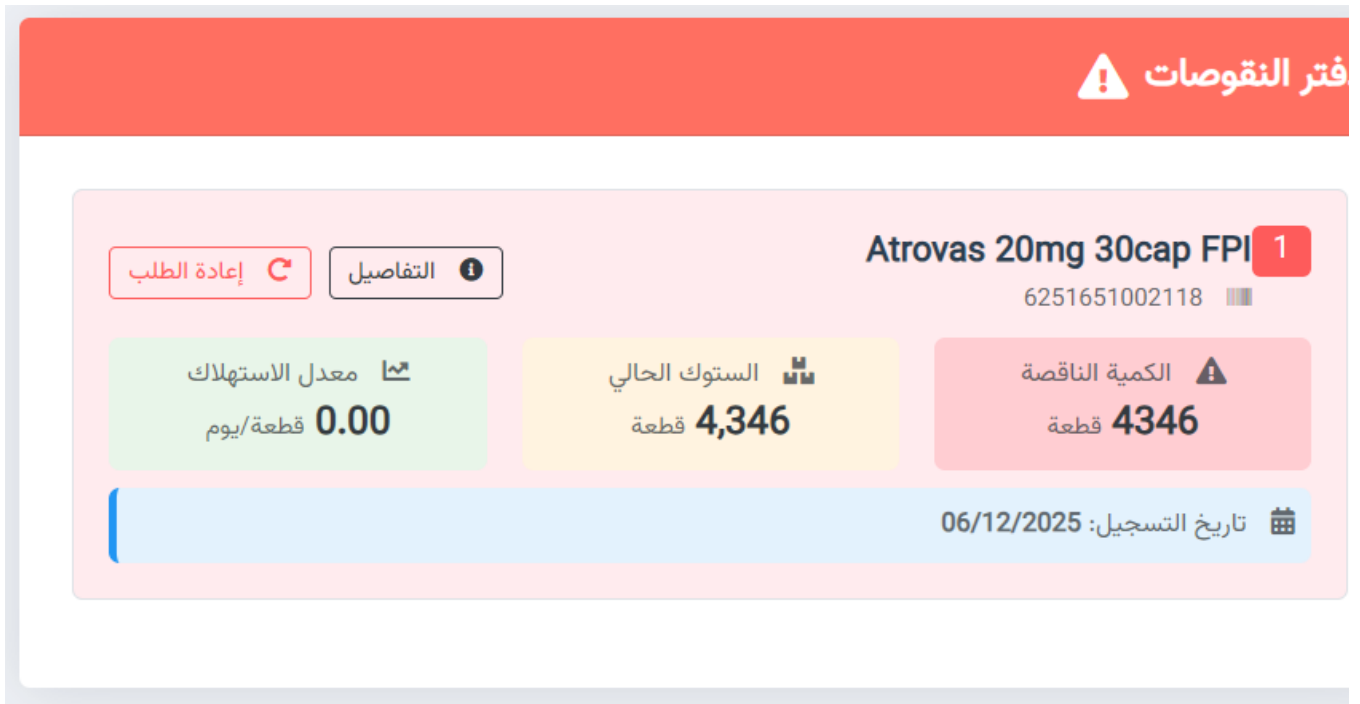 دفتر النقوصات
1 Atrovas 20mg 30cap FPI
6251651002118
التفاصيل
إعادة الطلب
الكمية الناقصة
4346 قطعة
الستوك الحالي
4,346 قطعة
معدل الاستهلاك
0.00 قطعة/يوم
تاريخ التسجيل: 06/12/2025